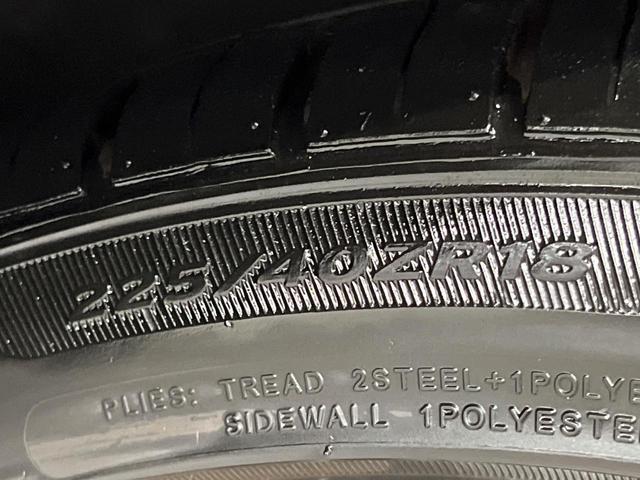 225/40ZR18
PLIES: TREAD 2STEEL+1POLYE
SIDEWALL 1POLYESTE